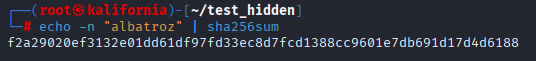 ┌──(root㉿kalifornia)-[~/test_hidden]
└─# echo -n "albatroz" | sha256sum
f2a29020ef3132e01dd61df97fd33ec8d7fcd1388cc9601e7db691d17d4d6188